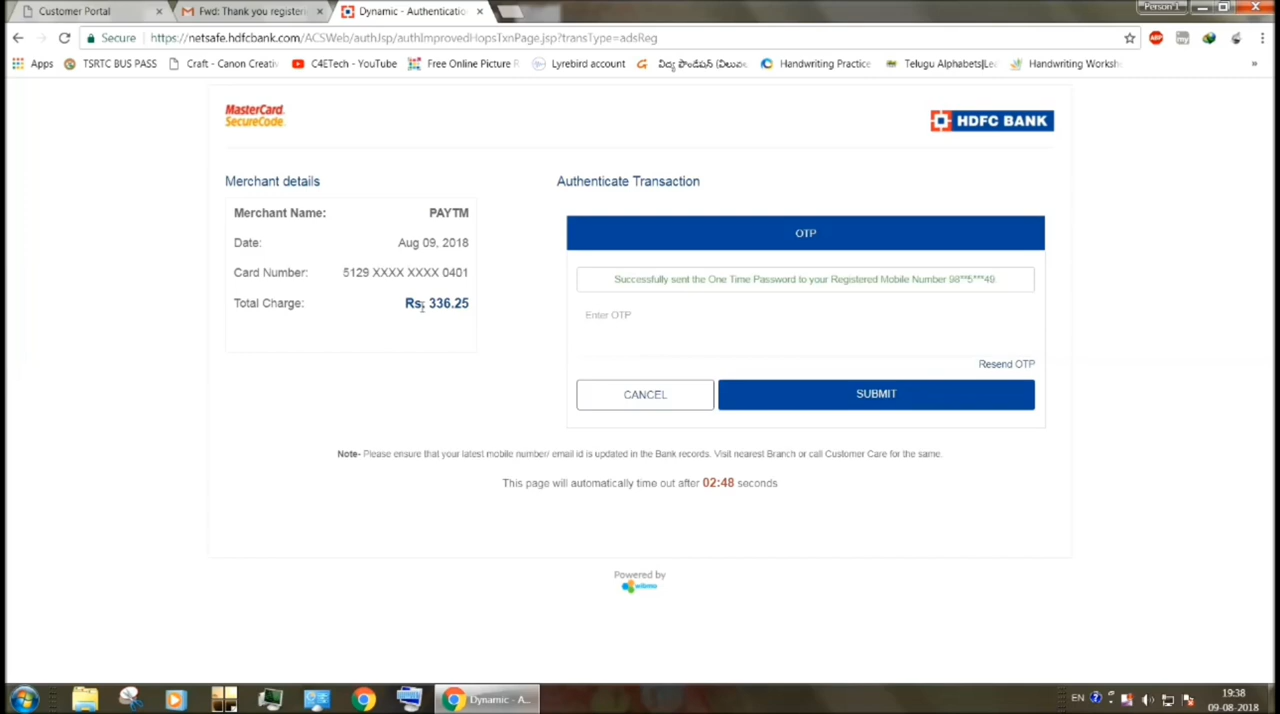 Customer Portal
Fwd: Thank you register
Dynamic - Authenticatio
Person 1
Secure
https://netsafe.hdfcbank.com/ACSWeb/authJsp/authImprovedHopsTxnPage.jsp?transType=adsReg
ABP
Apps
TSRTC BUS PASS
Craft - Canon Creativ
C4ETech - YouTube
Free Online Picture R
Lyrebird account
Handwriting Practice
Telugu Alphabets|Le
Handwriting Worksh
»
MasterCard.
SecureCode.
HDFC BANK
Merchant details
Authenticate Transaction
Merchant Name: PAYTM
Date: Aug 09, 2018
Card Number: 5129 XXXX XXXX 0401
Total Charge: Rs. 336.25
OTP
Successfully sent the One Time Password to your Registered Mobile Number 98**5***49
Enter OTP
Resend OTP
CANCEL
SUBMIT
Note- Please ensure that your latest mobile number/ email id is updated in the Bank records. Visit nearest Branch or call Customer Care for the same.
This page will automatically time out after 02:48 seconds
Powered by
Dynamic - A...
EN
19:38
09-08-2018